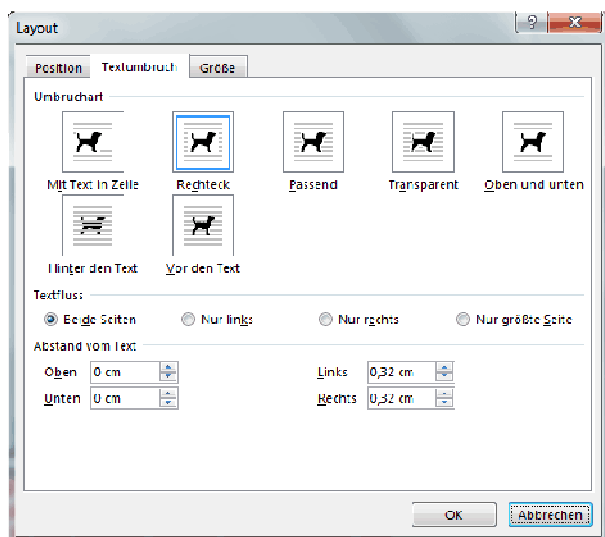 Layout
Position Textumbruch Größe
Umbruchart
Mit Text in Zeile Rechteck Passend Transparent Oben und unten
Hinter den Text Vor den Text
Textfluss
Beide Seiten Nur links Nur rechts Nur größte Seite
Abstand vom Text
Oben 0 cm Links 0,32 cm
Unten 0 cm Rechts 0,32 cm
OK Abbrechen